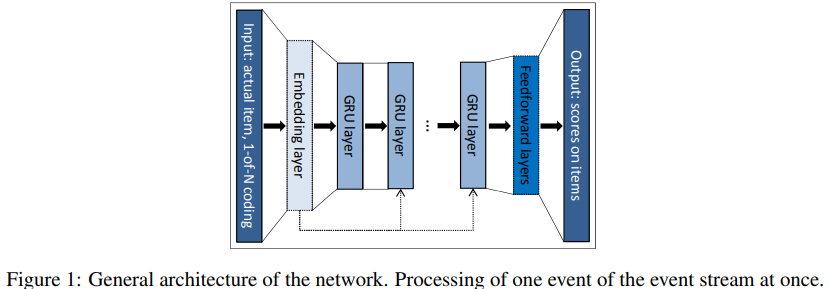 Input: actual item, 1-of-N coding
Embedding layer
GRU layer
GRU layer
...
GRU layer
Feedforward layers
Output: scores on items
Figure 1: General architecture of the network. Processing of one event of the event stream at once.